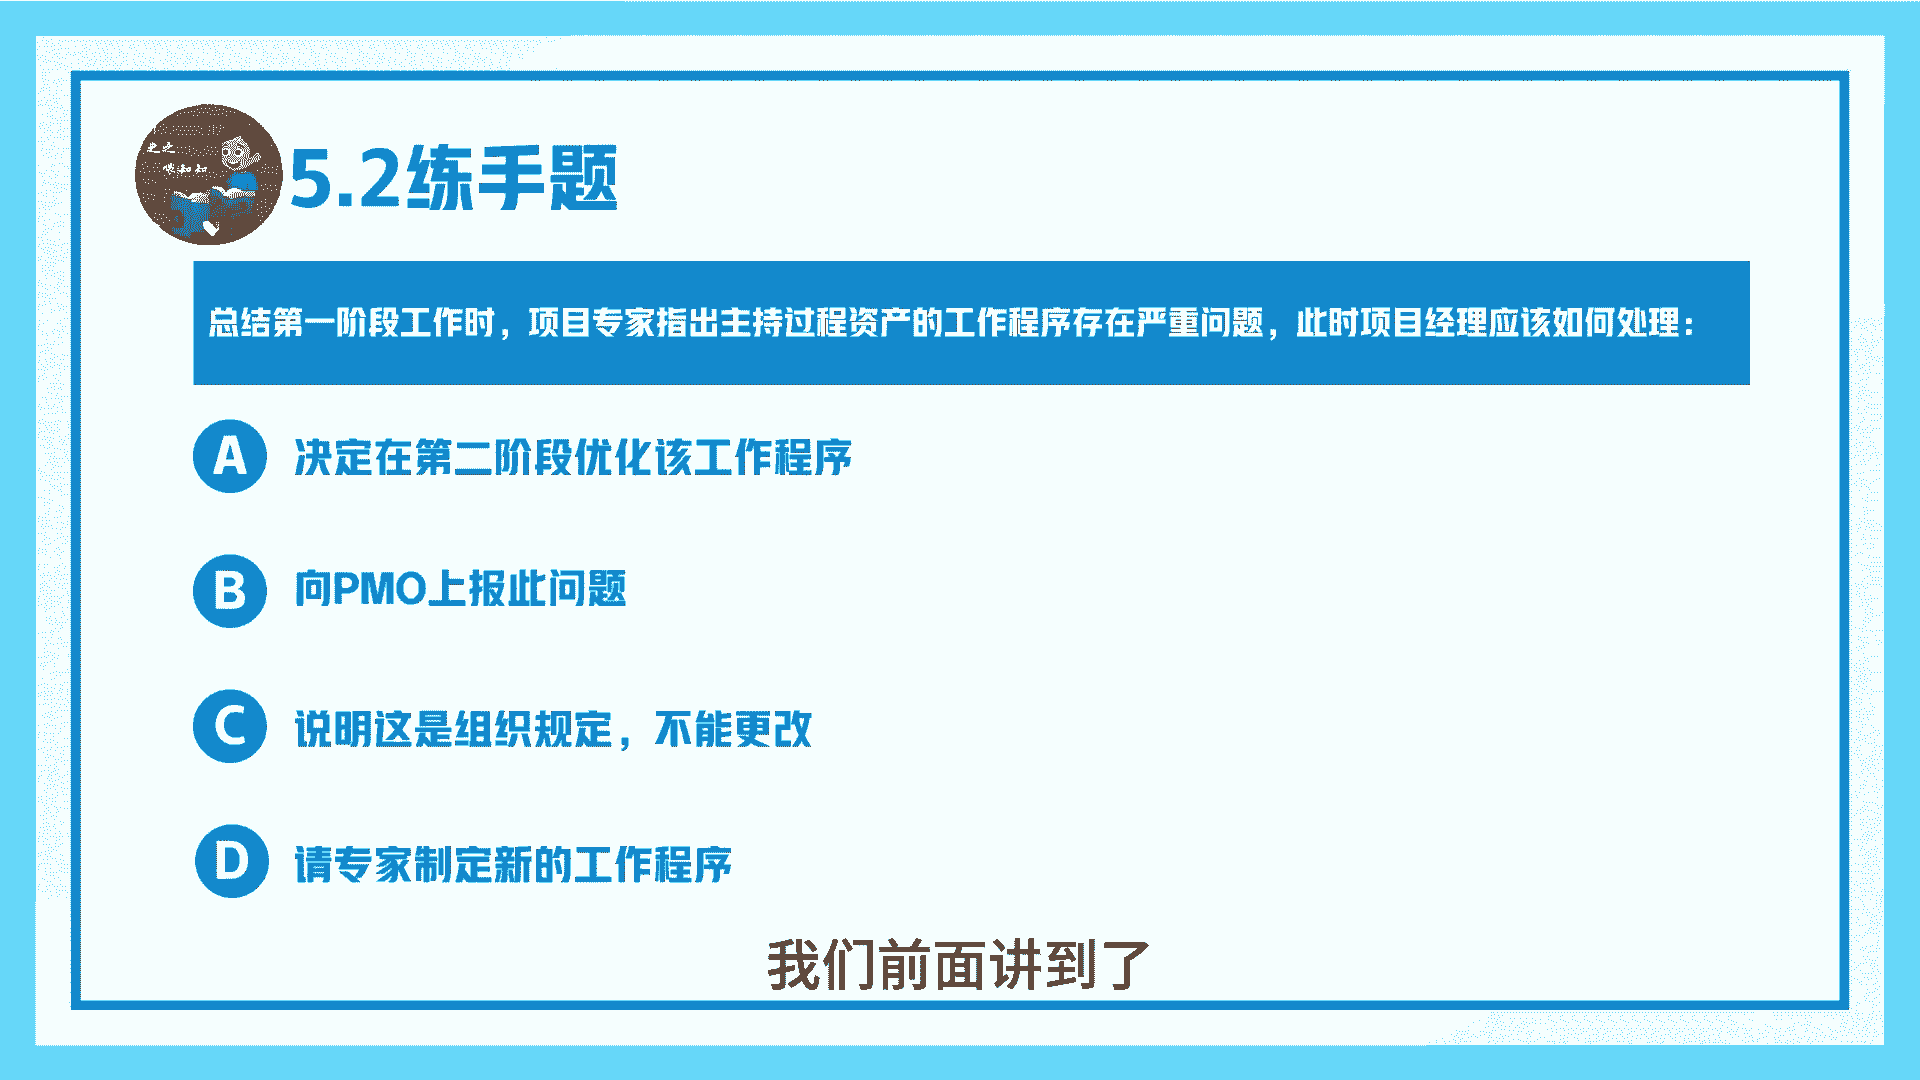 5.2练手题
总结第一阶段工作时，项目专家指出主持过程资产的工作程序存在严重问题，此时项目经理应该如何处理：
A 决定在第二阶段优化该工作程序
B 向PMO上报此问题
C 说明这是组织规定，不能更改
D 请专家制定新的工作程序
我们前面讲到了